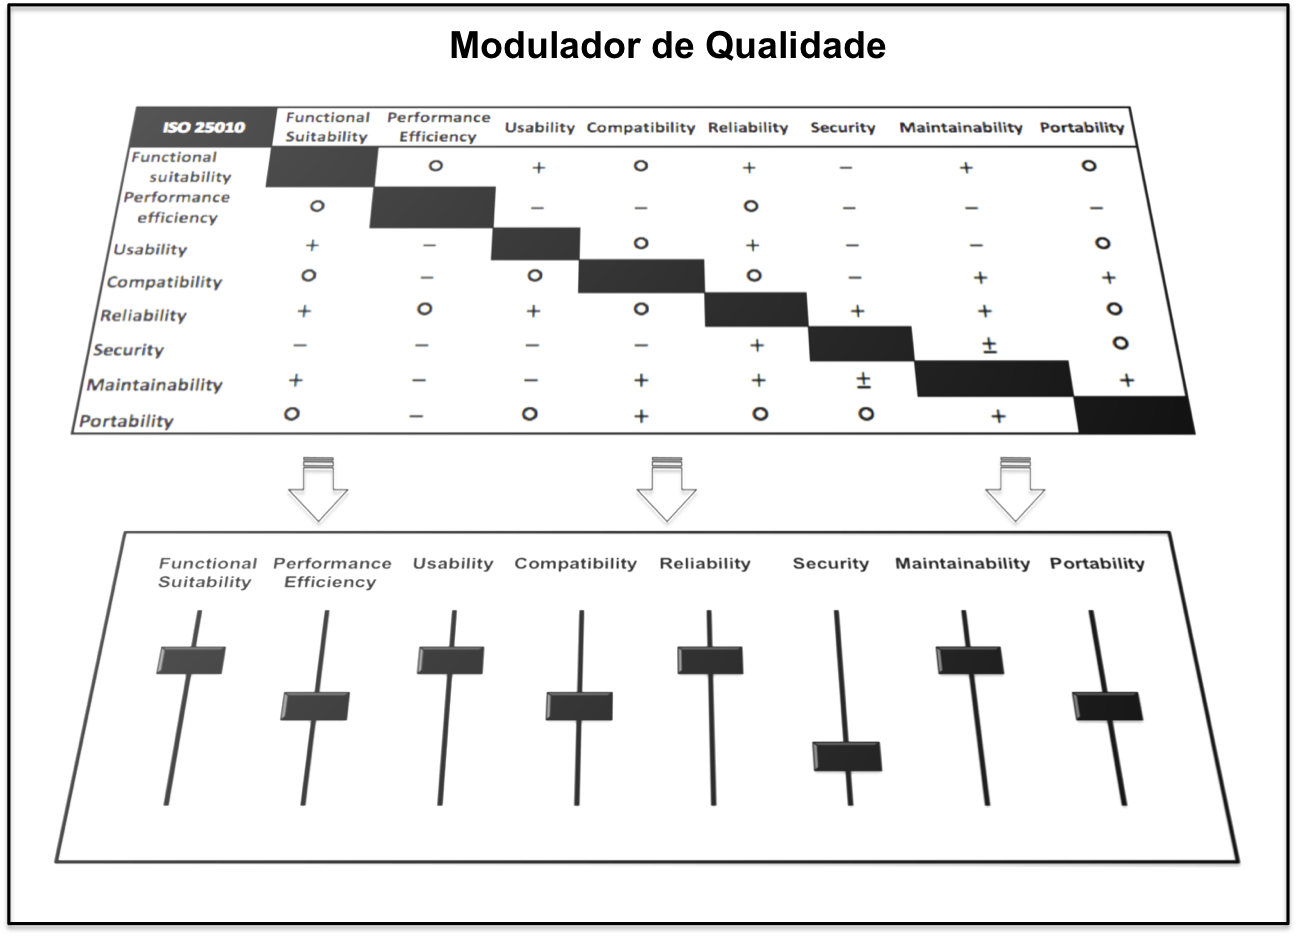 Modulador de Qualidade
ISO 25010 Functional Suitability Performance Efficiency Usability Compatibility Reliability Security Maintainability Portability
Functional suitability O + O + − + O
Performance efficiency O − − O − − −
Usability + − O + − − O
Compatibility O − O O − + +
Reliability + O + O + + O
Security − − − − + ± O
Maintainability + − − + + ± +
Portability O − O + O O +
Functional Suitability Performance Efficiency Usability Compatibility Reliability Security Maintainability Portability